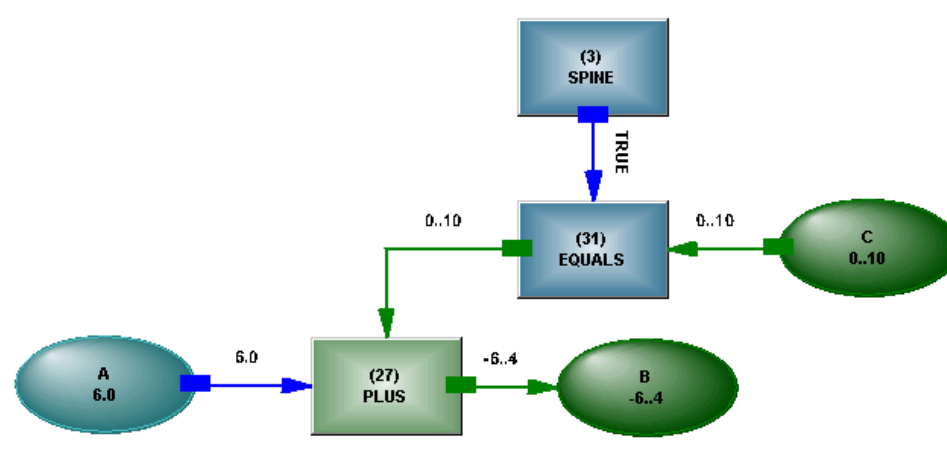 (3)
SPINE
TRUE
0..10
(31)
EQUALS
0..10
C
0..10
A
6.0
6.0
(27)
PLUS
-6..4
B
-6..4